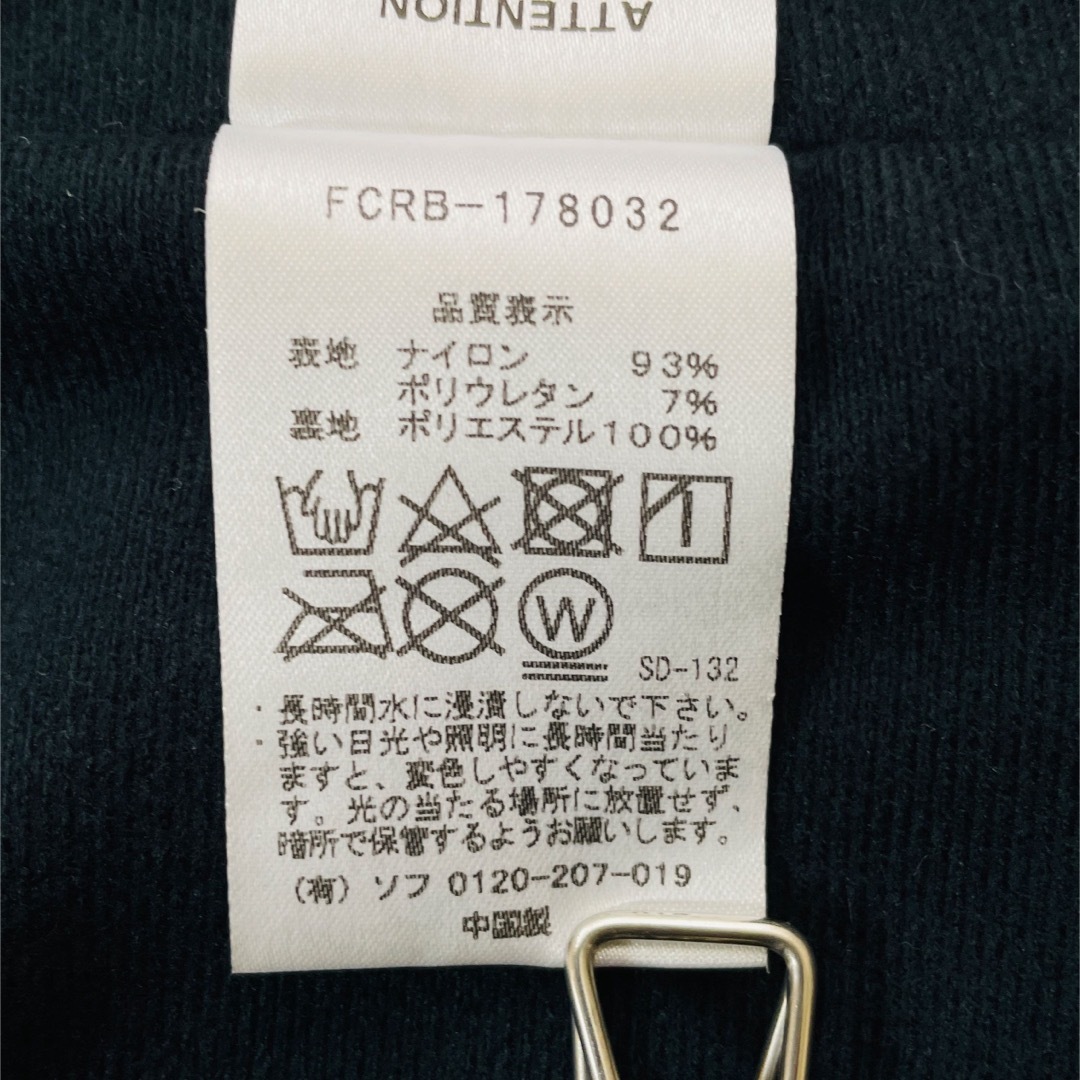 ATTENTION
FCRB-178032
品質表示
表地 ナイロン 93%
ポリウレタン 7%
裏地 ポリエステル100%
W
SD-132
・長時間水に浸漬しないで下さい。
・強い日光や照明に長時間当たり
ますと、変色しやすくなっていま
す。光の当たる場所に放置せず、
暗所で保管するようお願いします。
(有) ソフ 0120-207-019
中国製